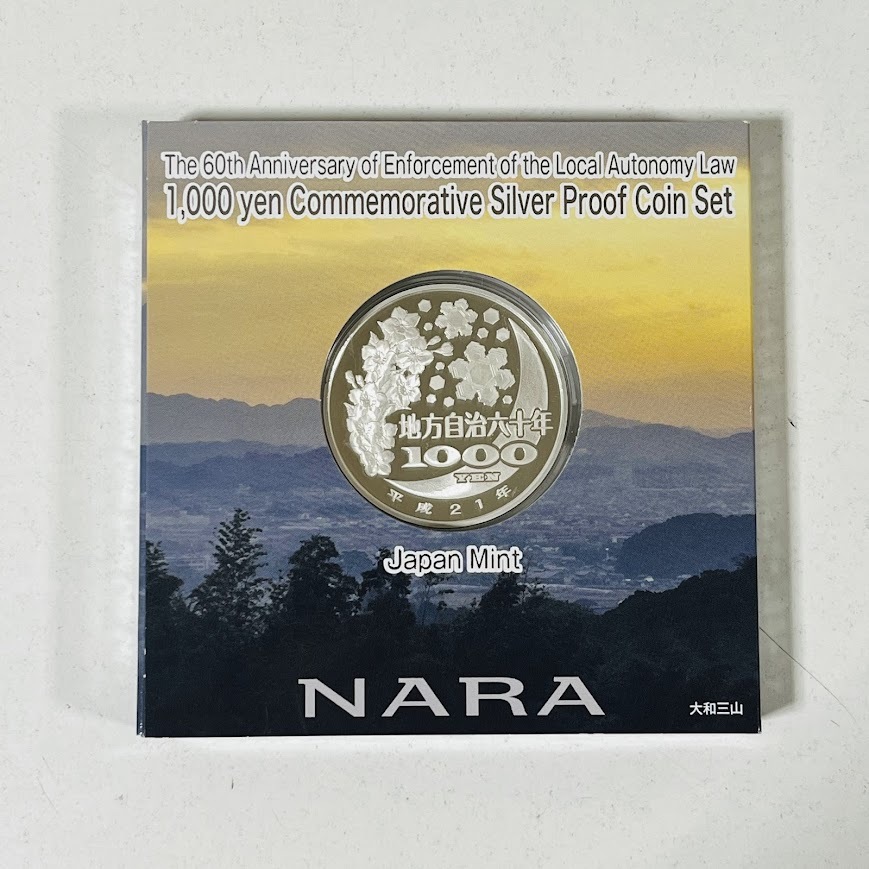 The 60th Anniversary of Enforcement of the Local Autonomy Law
1,000 yen Commemorative Silver Proof Coin Set
地方自治六十年
1000
YEN
平成21年
Japan Mint
NARA
大和三山